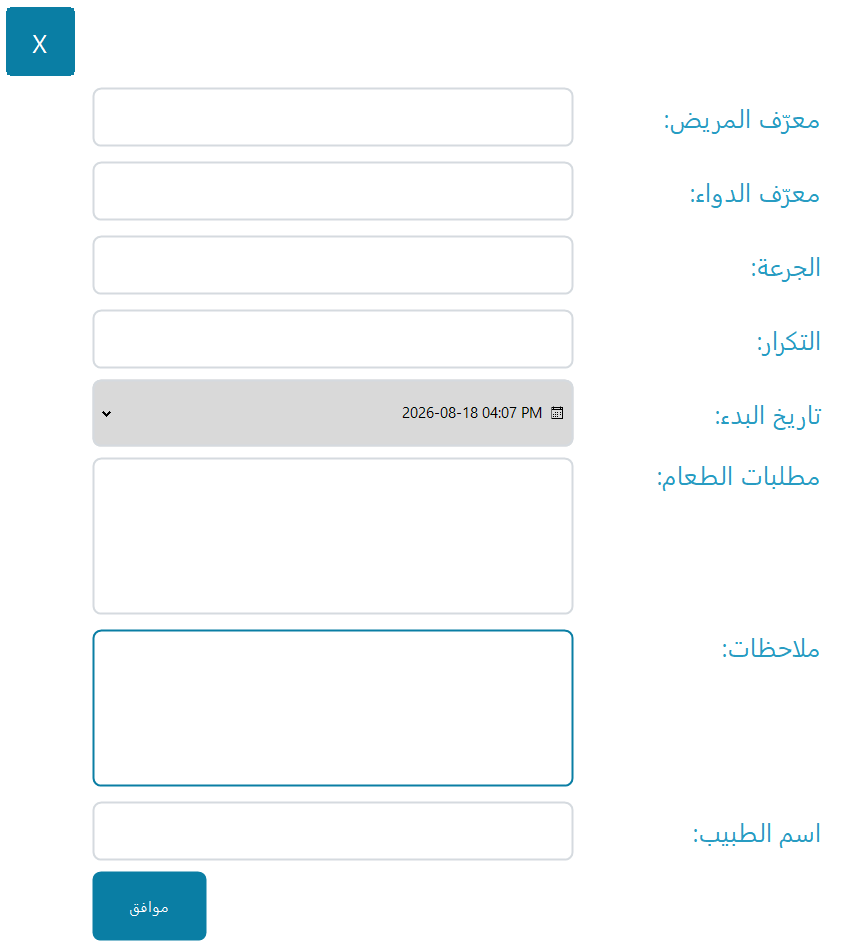 X
معرّف المريض:
معرّف الدواء:
الجرعة:
التكرار:
تاريخ البدء:
2026-08-18 04:07 PM
مطلبات الطعام:
ملاحظات:
اسم الطبيب:
موافق